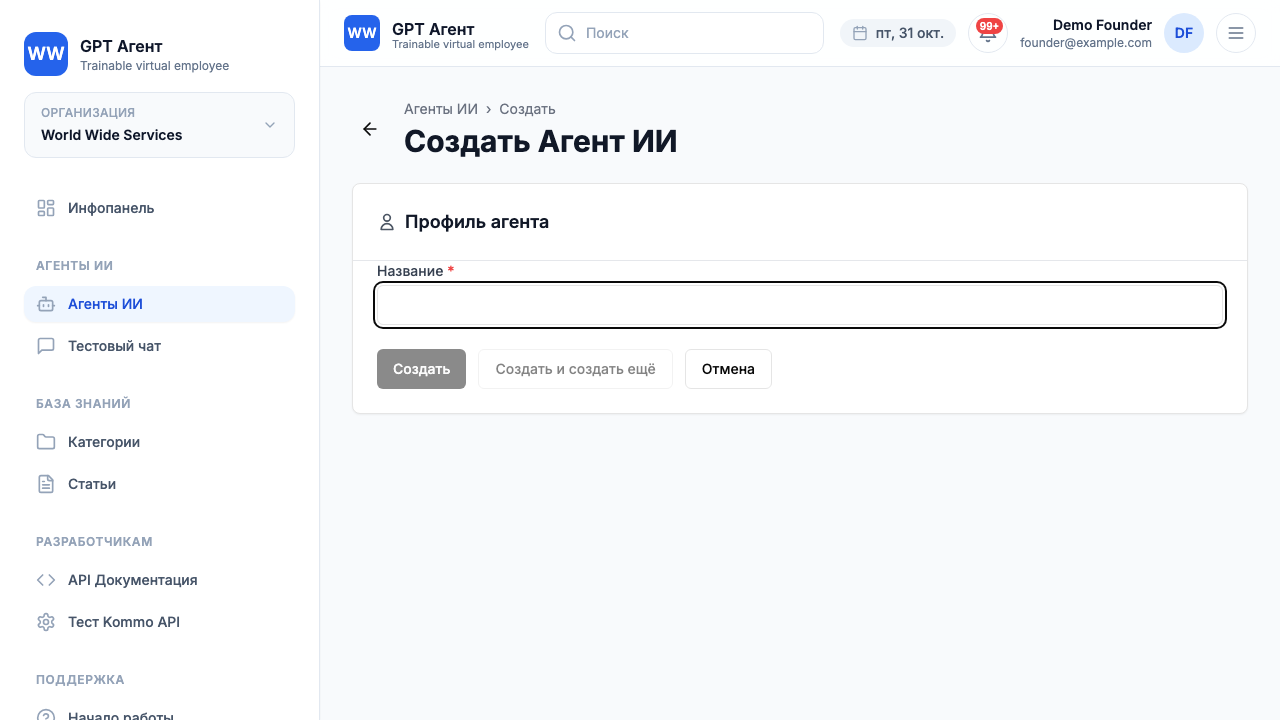 WW
GPT Агент
Trainable virtual employee
ОРГАНИЗАЦИЯ
World Wide Services
Инфопанель
АГЕНТЫ ИИ
Агенты ИИ
Тестовый чат
БАЗА ЗНАНИЙ
Категории
Статьи
РАЗРАБОТЧИКАМ
API Документация
Тест Kommo API
ПОДДЕРЖКА
Начало работы
WW
GPT Агент
Trainable virtual employee
Поиск
пт, 31 окт.
99+
Demo Founder
founder@example.com
DF
Агенты ИИ › Создать
Создать Агент ИИ
Профиль агента
Название *
Создать
Создать и создать ещё
Отмена